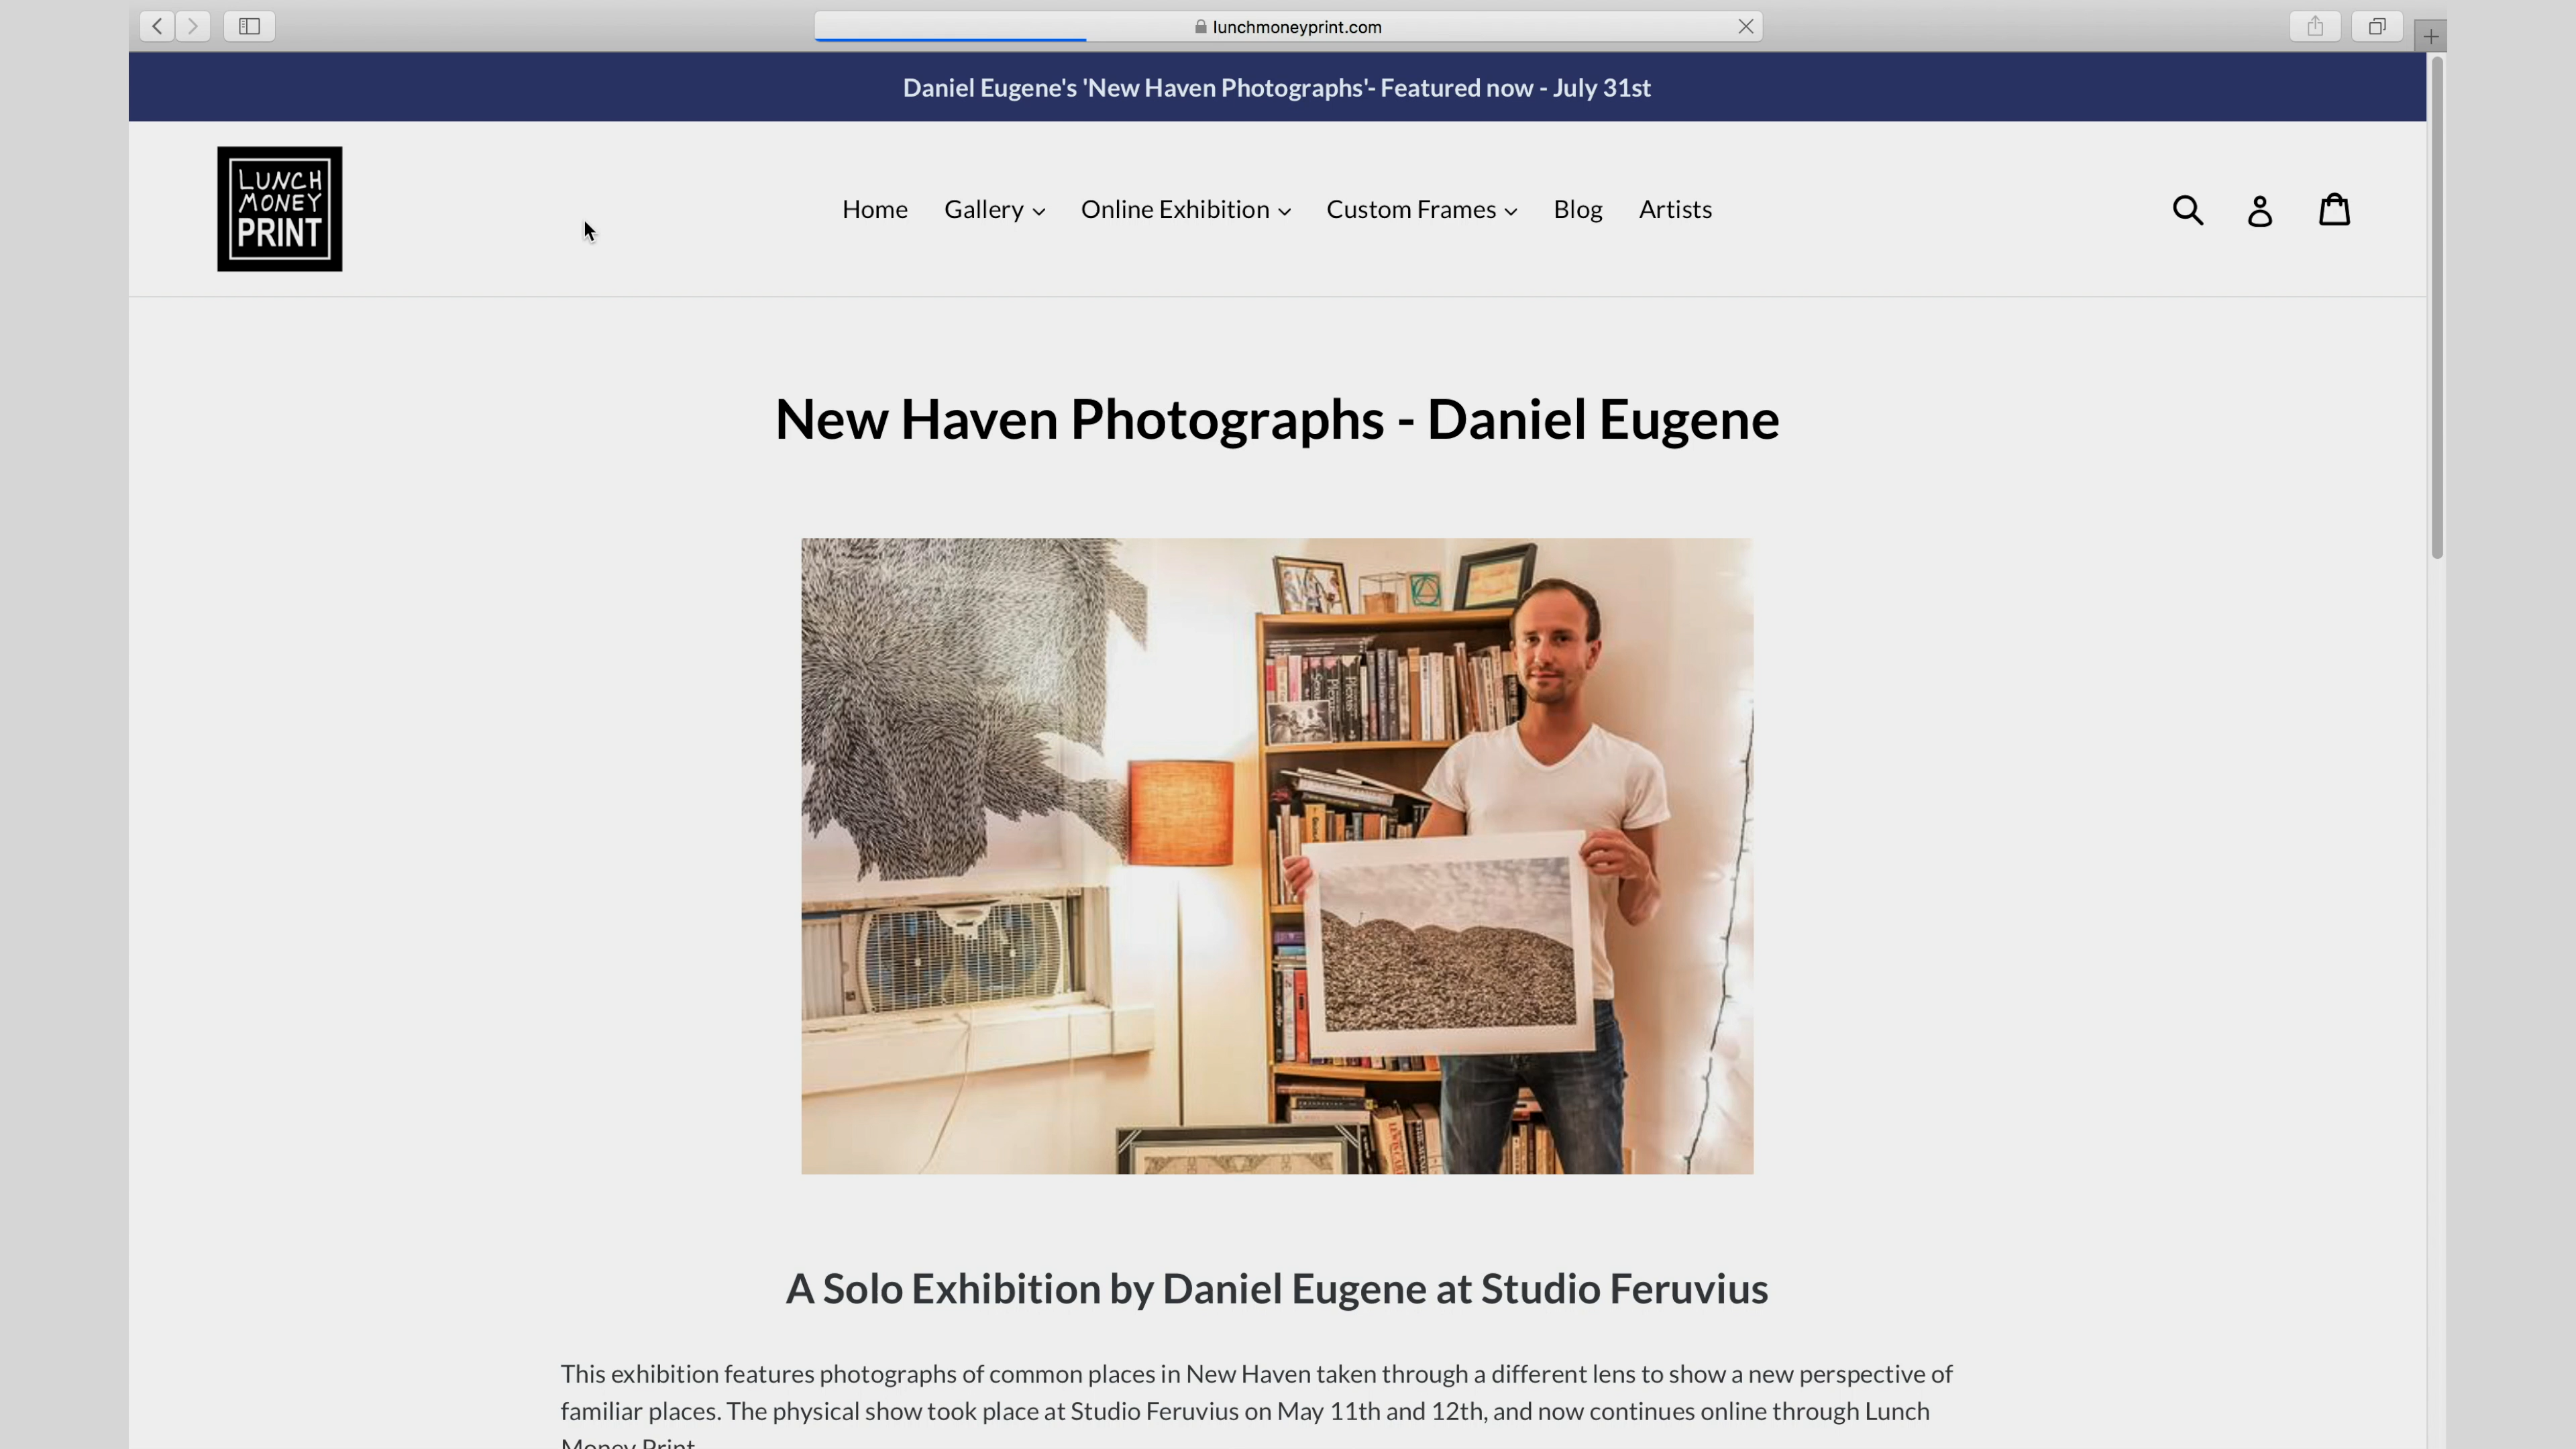 lunchmoneyprint.com
Daniel Eugene's 'New Haven Photographs'- Featured now - July 31st
LUNCH
MONEY
PRINT
Home Gallery Online Exhibition Custom Frames Blog Artists
New Haven Photographs - Daniel Eugene
Plexus
A Solo Exhibition by Daniel Eugene at Studio Feruvius
This exhibition features photographs of common places in New Haven taken through a different lens to show a new perspective of
familiar places. The physical show took place at Studio Feruvius on May 11th and 12th, and now continues online through Lunch
Money Print.